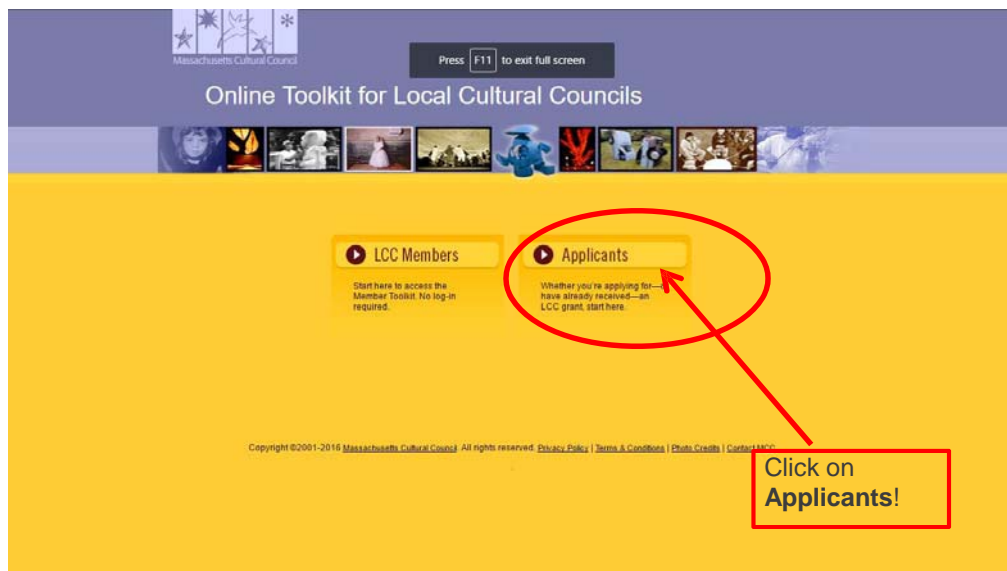 Massachusetts Cultural Council
Press F11 to exit full screen
Online Toolkit for Local Cultural Councils
LCC Members
Start here to access the
Member Toolkit. No log-in
required.
Applicants
Whether you're applying for—
have already received—an
LCC grant, start here.
Copyright ©2001-2016 Massachusetts Cultural Council. All rights reserved. Privacy Policy | Terms & Conditions | Photo Credits | Contact MCC
Click on
Applicants!